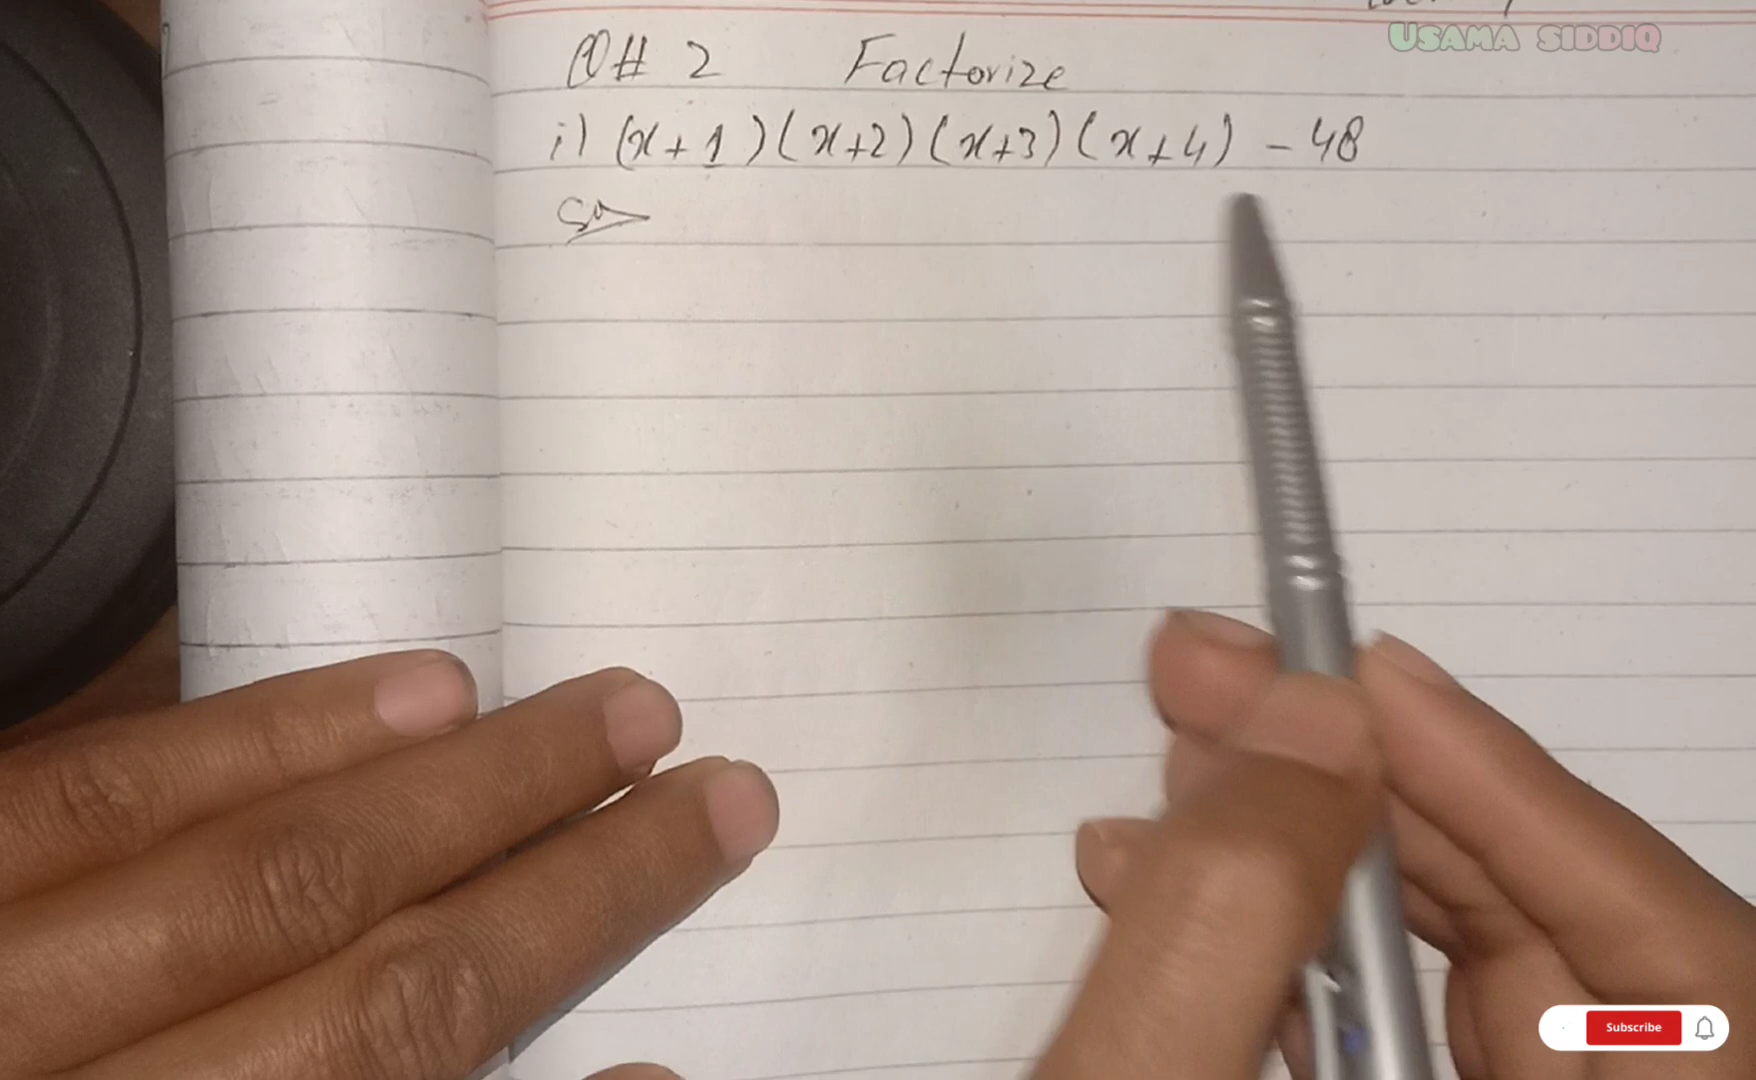 USAMA SIDDIQ
Q# 2 Factorize
i) (x+1)(x+2)(x+3)(x+4) - 48
Sol
Subscribe